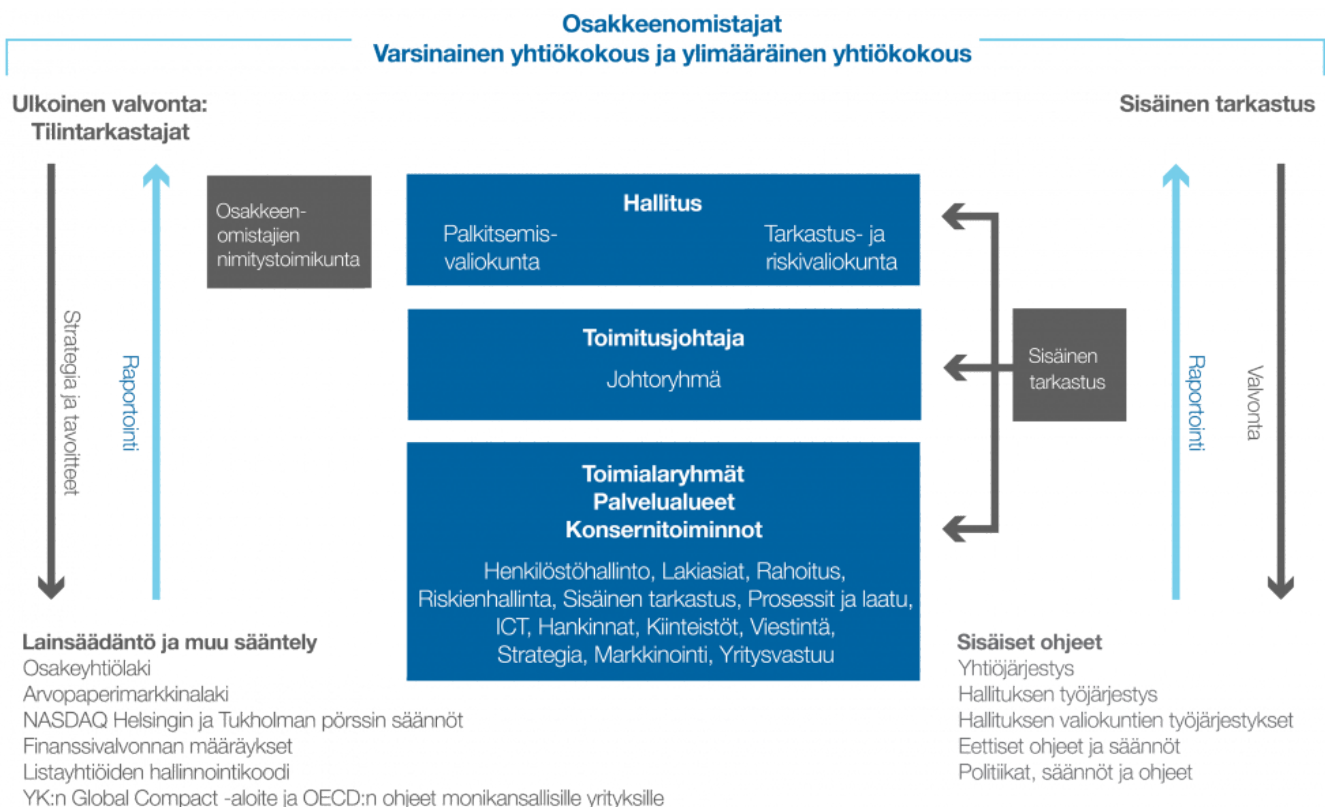 Osakkeenomistajat
Varsinainen yhtiökokous ja ylimääräinen yhtiökokous
Ulkoinen valvonta:
Tilintarkastajat
Sisäinen tarkastus
Strategia ja tavoitteet
Raportointi
Osakkeen-
omistajien
nimitystoimikunta
Hallitus
Palkitsemis-
valiokunta
Tarkastus- ja
riskivaliokunta
Toimitusjohtaja
Johtoryhmä
Toimialaryhmät
Palvelualueet
Konsernitoiminnot
Henkilöstöhallinto, Lakiasiat, Rahoitus,
Riskienhallinta, Sisäinen tarkastus, Prosessit ja laatu,
ICT, Hankinnat, Kiinteistöt, Viestintä,
Strategia, Markkinointi, Yritysvastuu
Sisäinen
tarkastus
Raportointi
Valvonta
Lainsäädäntö ja muu sääntely
Osakeyhtiölaki
Arvopaperimarkkinalaki
NASDAQ Helsingin ja Tukholman pörssin säännöt
Finanssivalvonnan määräykset
Listayhtiöiden hallinnointikoodi
YK:n Global Compact -aloite ja OECD:n ohjeet monikansallisille yrityksille
Sisäiset ohjeet
Yhtiöjärjestys
Hallituksen työjärjestys
Hallituksen valiokuntien työjärjestykset
Eettiset ohjeet ja säännöt
Politiikat, säännöt ja ohjeet